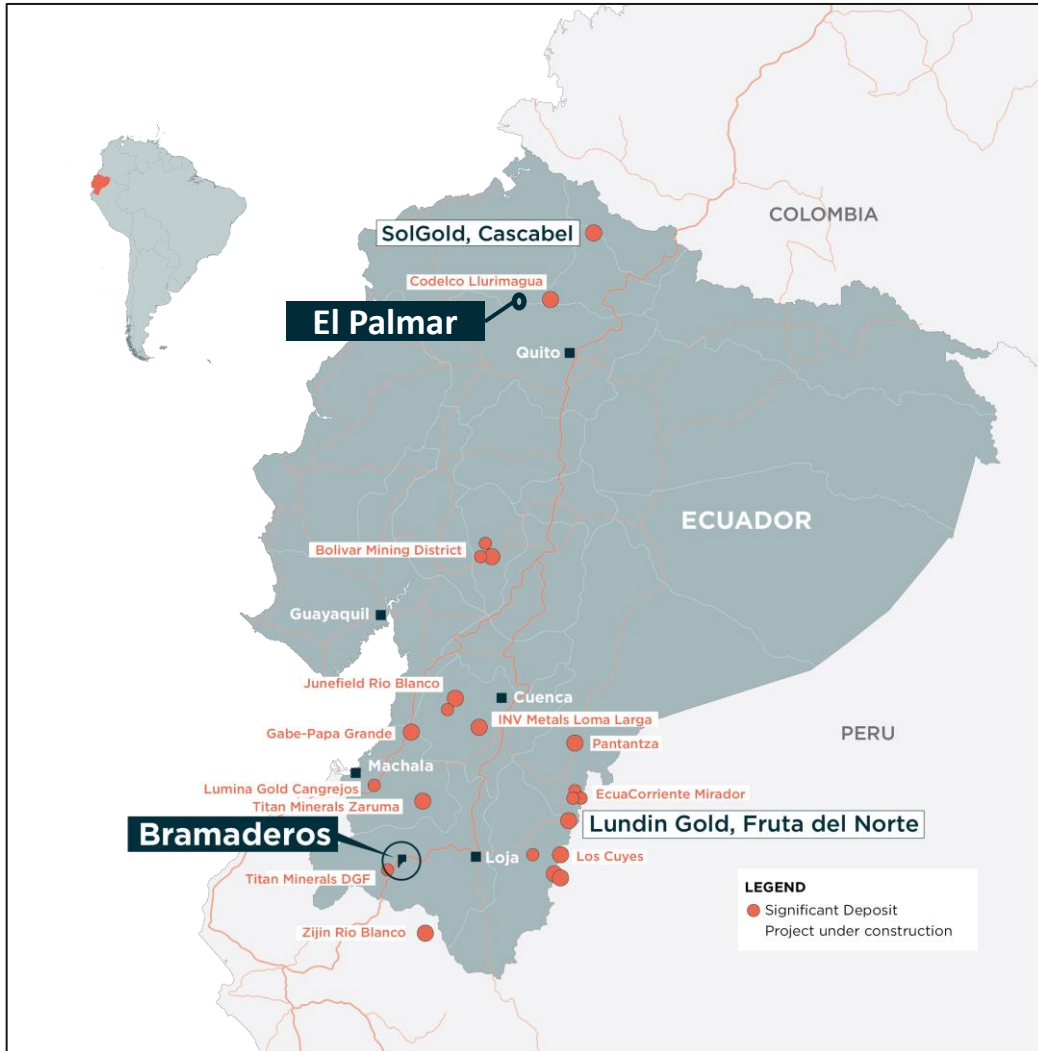 COLOMBIA
SolGold, Cascabel
Codelco Llurimagua
El Palmar
Quito
ECUADOR
Bolivar Mining District
Guayaquil
Junefield Rio Blanco
Cuenca
INV Metals Loma Larga
Gabe-Papa Grande
PERU
Pantantza
Machala
Lumina Gold Cangrejos
EcuaCorriente Mirador
Titan Minerals Zaruma
Lundin Gold, Fruta del Norte
Bramaderos
Loja
Los Cuyes
Titan Minerals DGF
LEGEND
Significant Deposit
Project under construction
Zijin Rio Blanco